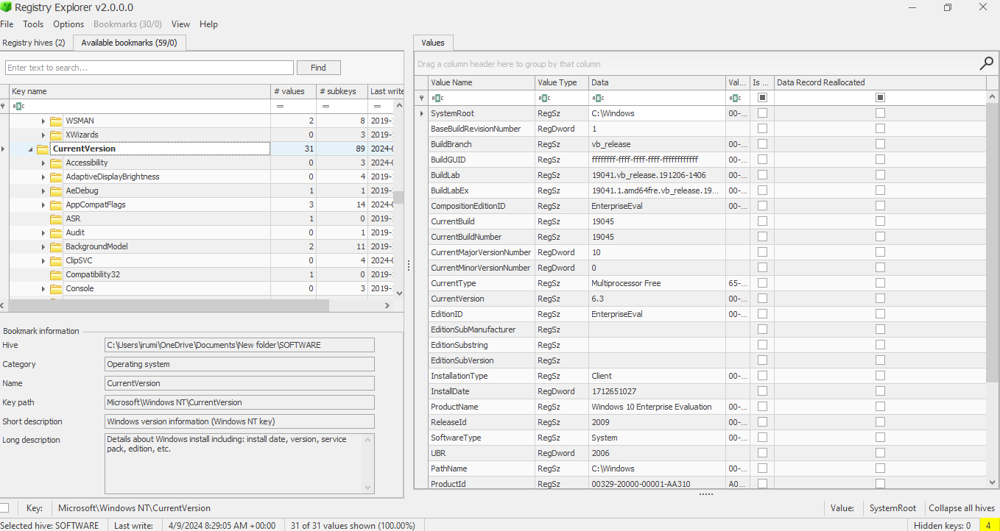 Registry Explorer v2.0.0.0
File Tools Options Bookmarks (30/0) View Help
Registry hives (2) Available bookmarks (59/0)
Enter text to search... Find
Key name # values # subkeys Last write
= = =
WSMAN 2 8 2019-1
XWizards 0 3 2019-1
CurrentVersion 31 89 2024-0
Accessibility 0 3 2024-0
AdaptiveDisplayBrightness 0 4 2019-1
AeDebug 1 1 2019-1
AppCompatFlags 3 14 2024-0
ASR 1 0 2019-1
Audit 0 1 2019-1
BackgroundModel 2 11 2019-1
ClipSVC 0 4 2024-0
Compatibility32 1 0 2019-1
Console 0 3 2019-1
Bookmark information
Hive C:\Users\irumi\OneDrive\Documents\New folder\SOFTWARE
Category Operating system
Name CurrentVersion
Key path Microsoft\Windows NT\CurrentVersion
Short description Windows version information (Windows NT key)
Long description Details about Windows install including: install date, version, service
pack, edition, etc.
Values
Drag a column header here to group by that column
Value Name Value Type Data Val... Is ... Data Record Reallocated
SystemRoot RegSz C:\Windows 00-...
BaseBuildRevisionNumber RegDword 1
BuildBranch RegSz vb_release 00-...
BuildGUID RegSz ffffffff-ffff-ffff-ffff-ffffffffffff 00-...
BuildLab RegSz 19041.vb_release.191206-1406 00-...
BuildLabEx RegSz 19041.1.amd64fre.vb_release.19... 00-...
CompositionEditionID RegSz EnterpriseEval 00-...
CurrentBuild RegSz 19045
CurrentBuildNumber RegSz 19045
CurrentMajorVersionNumber RegDword 10
CurrentMinorVersionNumber RegDword 0
CurrentType RegSz Multiprocessor Free 65-...
CurrentVersion RegSz 6.3 00-...
EditionID RegSz EnterpriseEval 00-...
EditionSubManufacturer RegSz
EditionSubstring RegSz
EditionSubVersion RegSz
InstallationType RegSz Client 00-...
InstallDate RegDword 1712651027
ProductName RegSz Windows 10 Enterprise Evaluation 00-...
ReleaseId RegSz 2009 00-...
SoftwareType RegSz System 00-...
UBR RegDword 2006
PathName RegSz C:\Windows 00-...
ProductId RegSz 00329-20000-00001-AA310 A0...
Key: Microsoft\Windows NT\CurrentVersion Value: SystemRoot Collapse all hives
Selected hive: SOFTWARE Last write: 4/9/2024 8:29:05 AM +00:00 31 of 31 values shown (100.00%) Hidden keys: 0 4